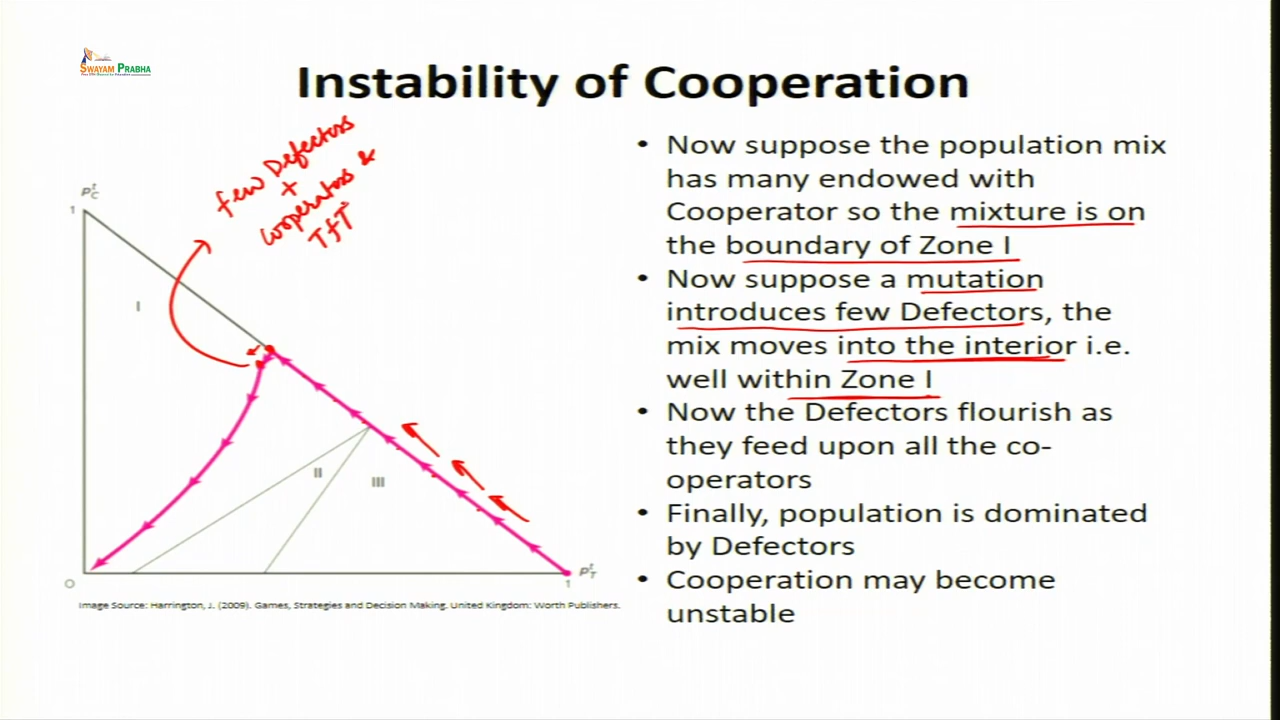 SWAYAM PRABHA
Instability of Cooperation
few Defectors
+
cooperators &
TfT
p^t_C
1
I
II
III
O
1
p^t_T
Image Source: Harrington, J. (2009). Games, Strategies and Decision Making. United Kingdom: Worth Publishers.
• Now suppose the population mix
has many endowed with
Cooperator so the mixture is on
the boundary of Zone I
• Now suppose a mutation
introduces few Defectors, the
mix moves into the interior i.e.
well within Zone I
• Now the Defectors flourish as
they feed upon all the co-
operators
• Finally, population is dominated
by Defectors
• Cooperation may become
unstable